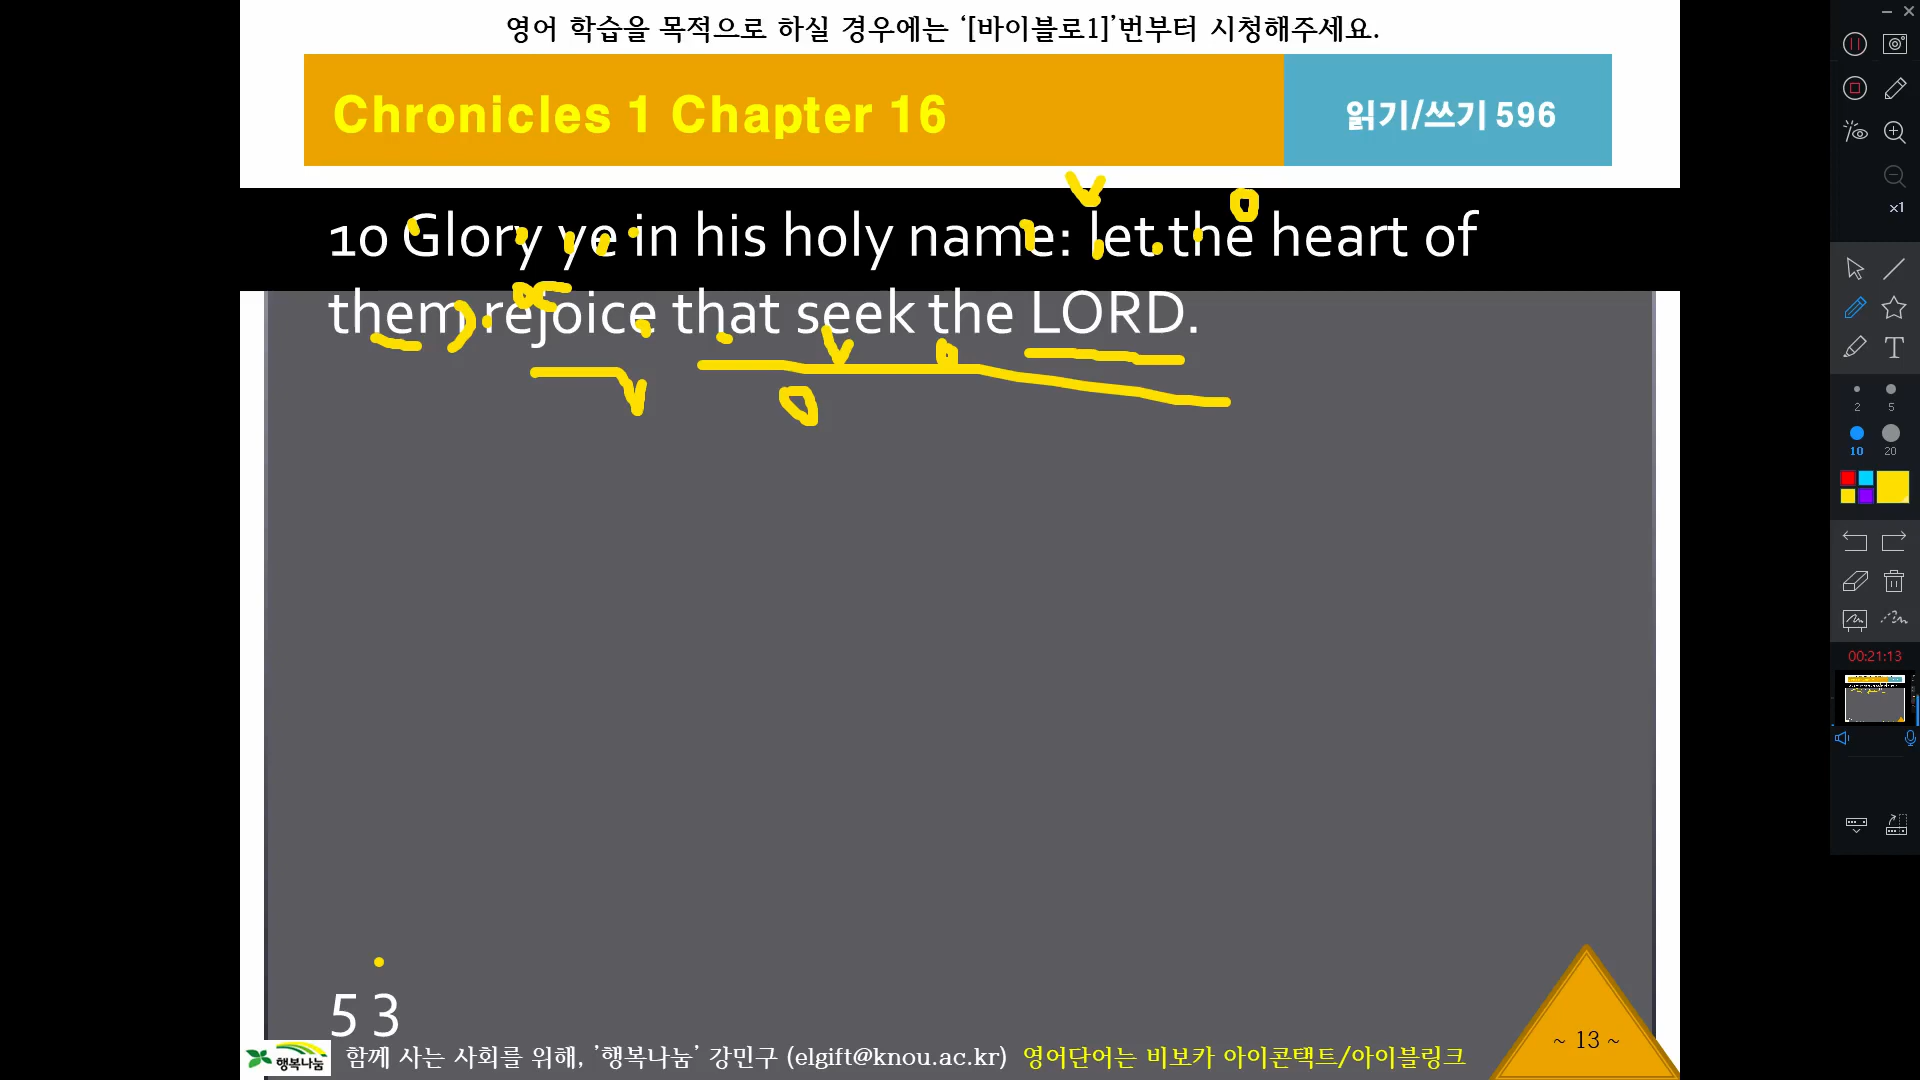 영어 학습을 목적으로 하실 경우에는 ‘[바이블로1]’번부터 시청해주세요.
Chronicles 1 Chapter 16
읽기/쓰기 596
10 Glory ye in his holy name: let the heart of
them rejoice that seek the LORD.
5 3
행복나눔 함께 사는 사회를 위해, ’행복나눔’ 강민구 (elgift@knou.ac.kr) 영어단어는 비보카 아이콘택트/아이블링크
~ 13 ~
x1
T
2 5
10 20
00:21:13